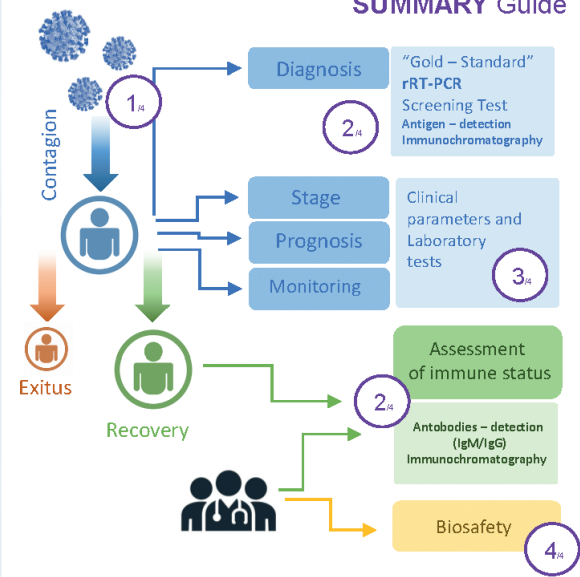 SUMMARY Guide
1/4
Contagion
Diagnosis
"Gold – Standard"
rRT-PCR
Screening Test
Antigen – detection
Immunochromatography
2/4
Stage
Prognosis
Monitoring
Clinical
parameters and
Laboratory
tests
3/4
Exitus
Recovery
Assessment
of immune status
2/4
Antobodies – detection
(IgM/IgG)
Immunochromatography
Biosafety
4/4